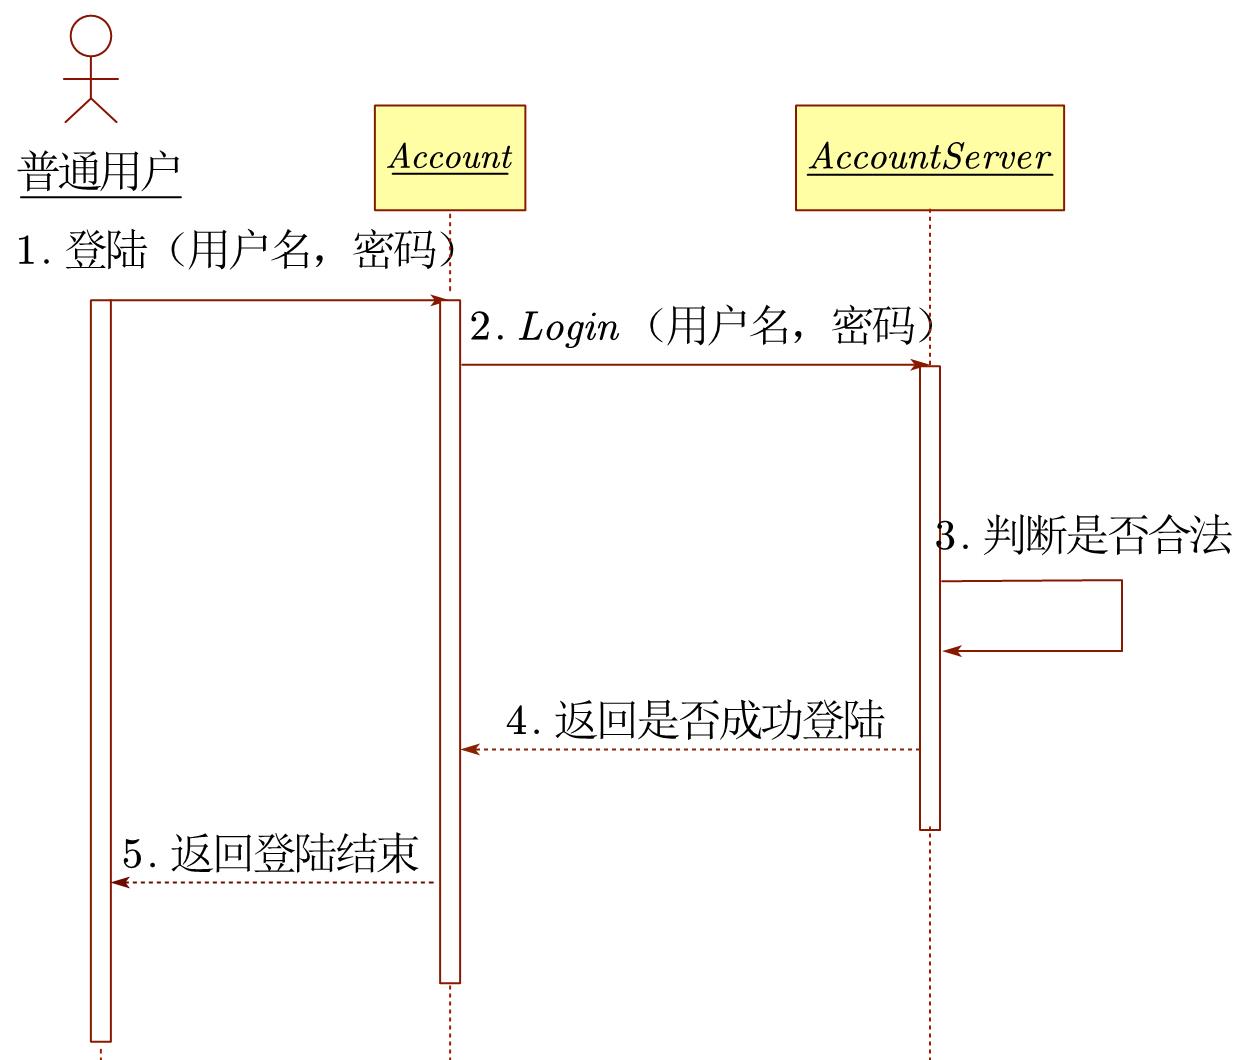 普通用户
Account
AccountServer
1. 登陆（用户名，密码）
2. Login（用户名，密码）
3. 判断是否合法
4. 返回是否成功登陆
5. 返回登陆结束